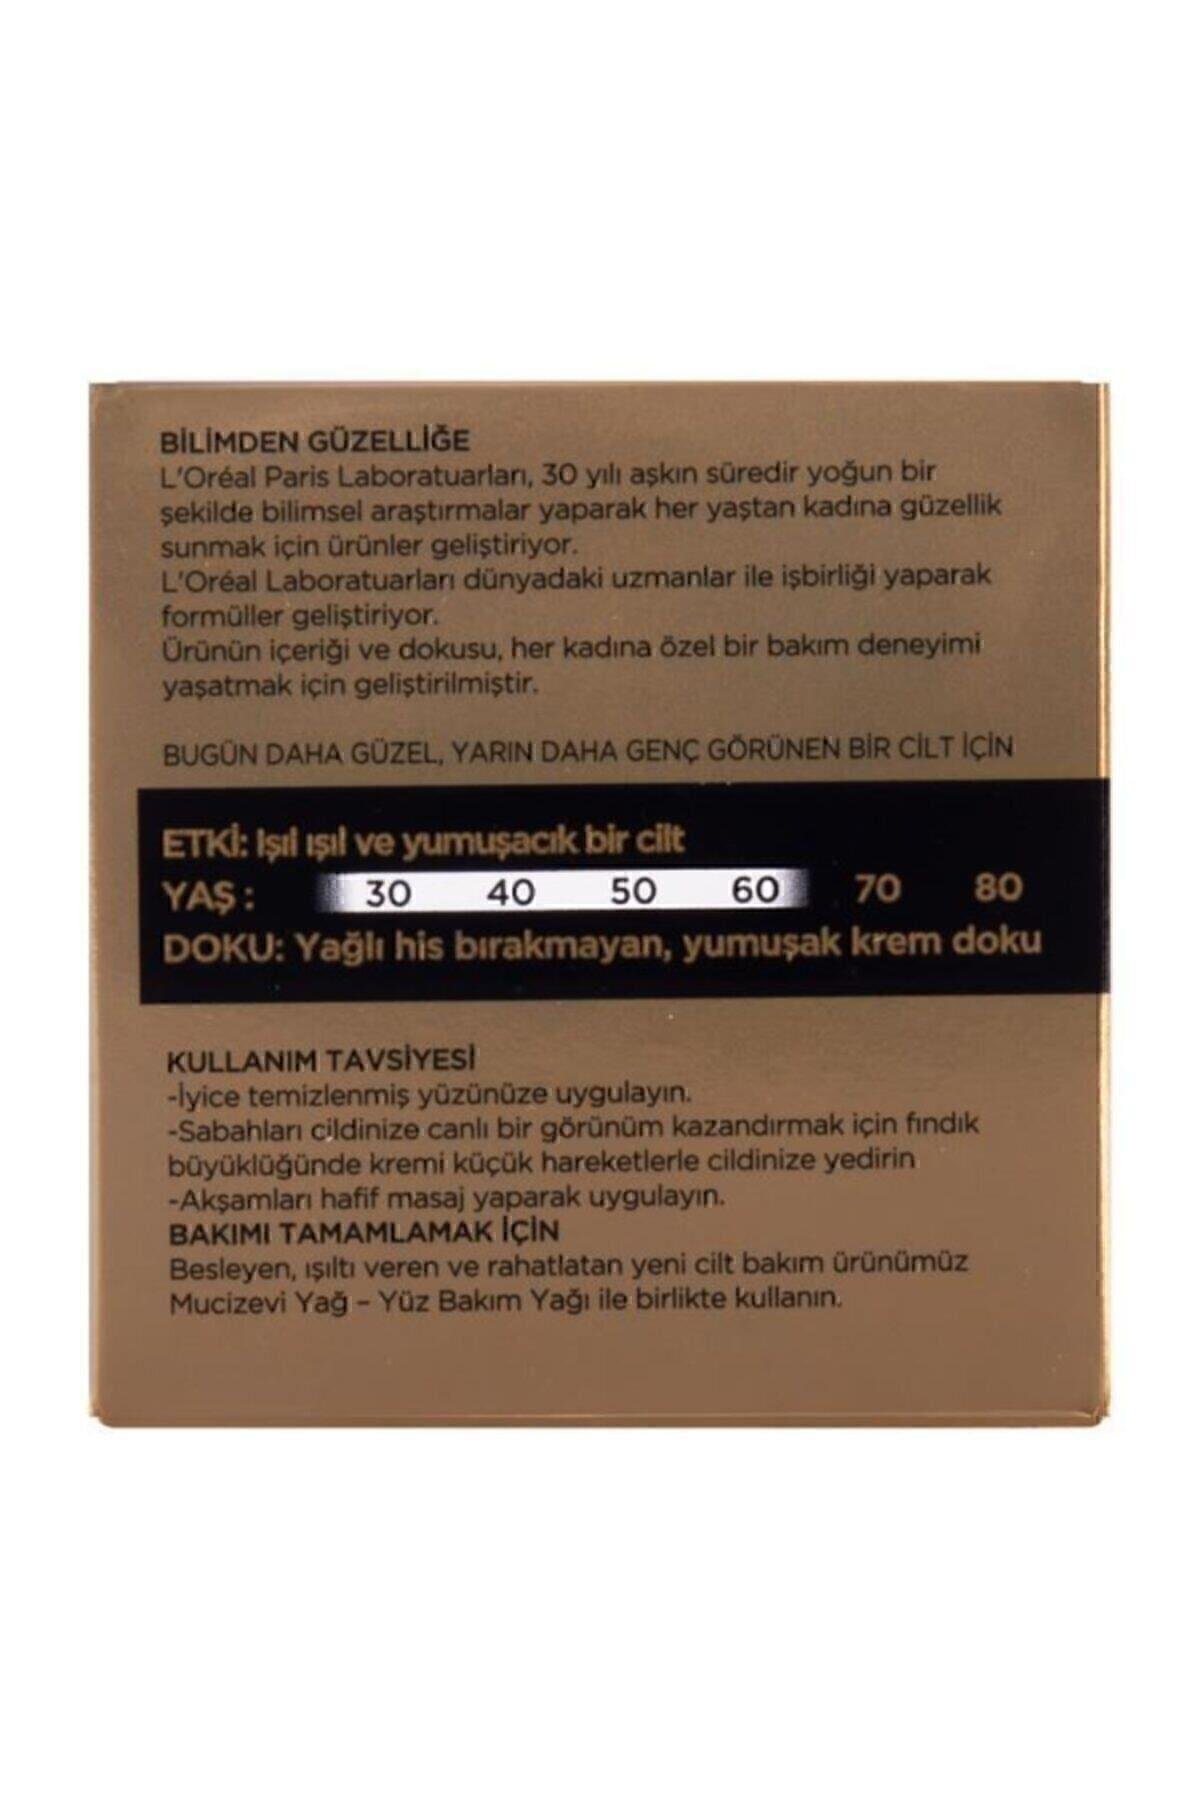 BİLİMDEN GÜZELLİĞE
L'Oréal Paris Laboratuarları, 30 yılı aşkın süredir yoğun bir
şekilde bilimsel araştırmalar yaparak her yaştan kadına güzellik
sunmak için ürünler geliştiriyor.
L'Oréal Laboratuarları dünyadaki uzmanlar ile işbirliği yaparak
formüller geliştiriyor.
Ürünün içeriği ve dokusu, her kadına özel bir bakım deneyimi
yaşatmak için geliştirilmiştir.
BUGÜN DAHA GÜZEL, YARIN DAHA GENÇ GÖRÜNEN BİR CİLT İÇİN
ETKİ: Işıl ışıl ve yumuşacık bir cilt
YAŞ : 30 40 50 60 70 80
DOKU: Yağlı his bırakmayan, yumuşak krem doku
KULLANIM TAVSİYESİ
-İyice temizlenmiş yüzünüze uygulayın.
-Sabahları cildinize canlı bir görünüm kazandırmak için fındık
büyüklüğünde kremi küçük hareketlerle cildinize yedirin
-Akşamları hafif masaj yaparak uygulayın.
BAKIMI TAMAMLAMAK İÇİN
Besleyen, ışıltı veren ve rahatlatan yeni cilt bakım ürünümüz
Mucizevi Yağ – Yüz Bakım Yağı ile birlikte kullanın.